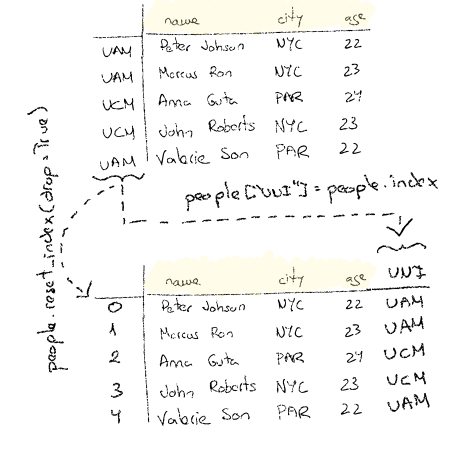 name city age
UAM Peter Johson NYC 22
UAM Marcus Ron NYC 23
UCM Anna Guta PAR 24
UCM John Roberts NYC 23
UAM Valerie Son PAR 22
people["UNI"] = people.index
people.reset_index(drop=True)
name city age UNI
0 Peter Johson NYC 22 UAM
1 Marcus Ron NYC 23 UAM
2 Anna Guta PAR 24 UCM
3 John Roberts NYC 23 UCM
4 Valerie Son PAR 22 UAM